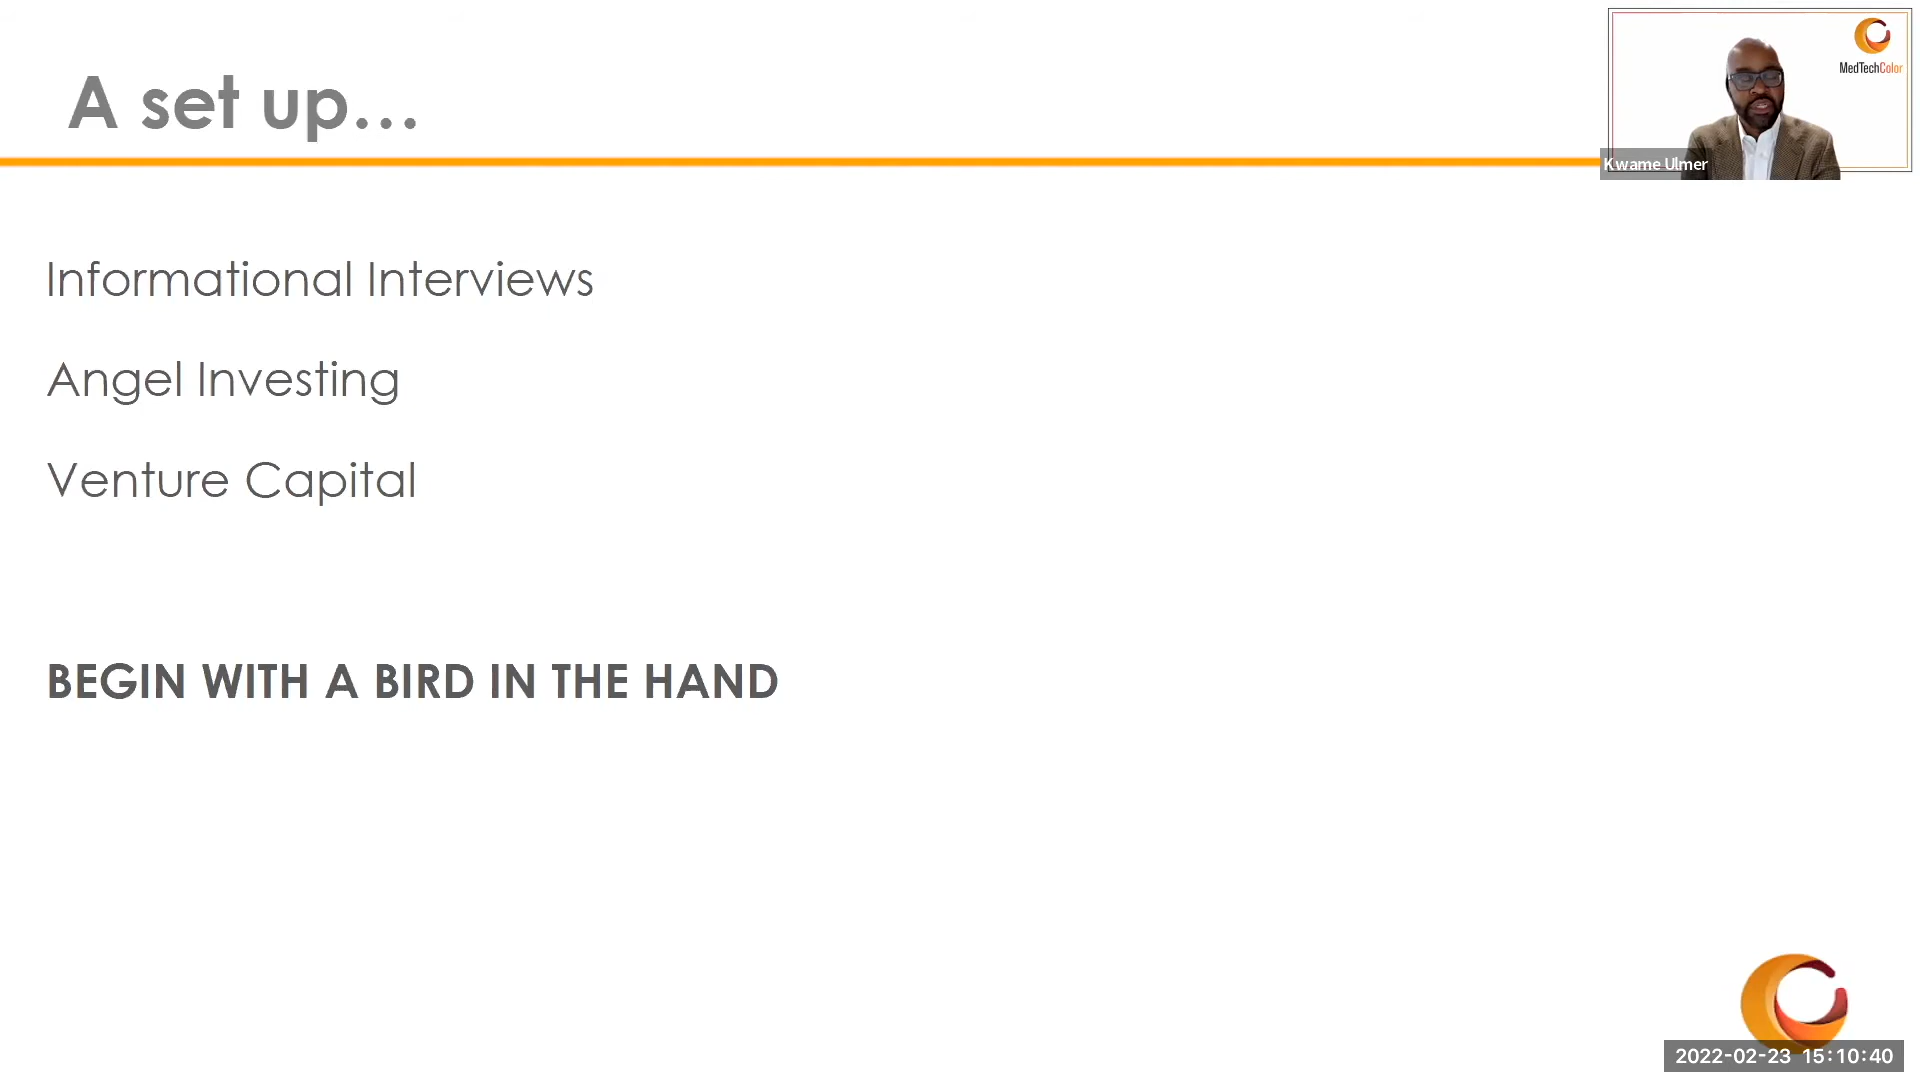 A set up...
MedTechColor
Kwame Ulmer
Informational Interviews
Angel Investing
Venture Capital
BEGIN WITH A BIRD IN THE HAND
2022-02-23 15:10:40